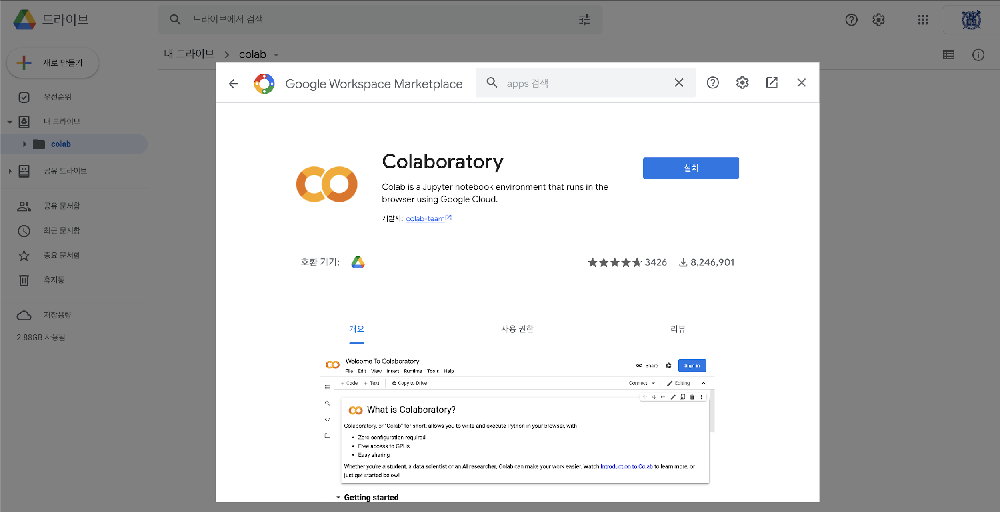 드라이브
드라이브에서 검색
새로 만들기
내 드라이브
colab
우선순위
내 드라이브
colab
공유 드라이브
공유 문서함
최근 문서함
중요 문서함
휴지통
저장용량
2.88GB 사용됨
Google Workspace Marketplace
apps 검색
Colaboratory
설치
Colab is a Jupyter notebook environment that runs in the
browser using Google Cloud.
개발자: colab-team
호환 기기:
3426
8,246,901
개요
사용 권한
리뷰
Welcome To Colaboratory
File Edit View Insert Runtime Tools Help
Share
Sign in
+ Code + Text Copy to Drive
Connect
Editing
What is Colaboratory?
Colaboratory, or "Colab" for short, allows you to write and execute Python in your browser, with
• Zero configuration required
• Free access to GPUs
• Easy sharing
Whether you're a student, a data scientist or an AI researcher, Colab can make your work easier. Watch Introduction to Colab to learn more, or
just get started below!
Getting started